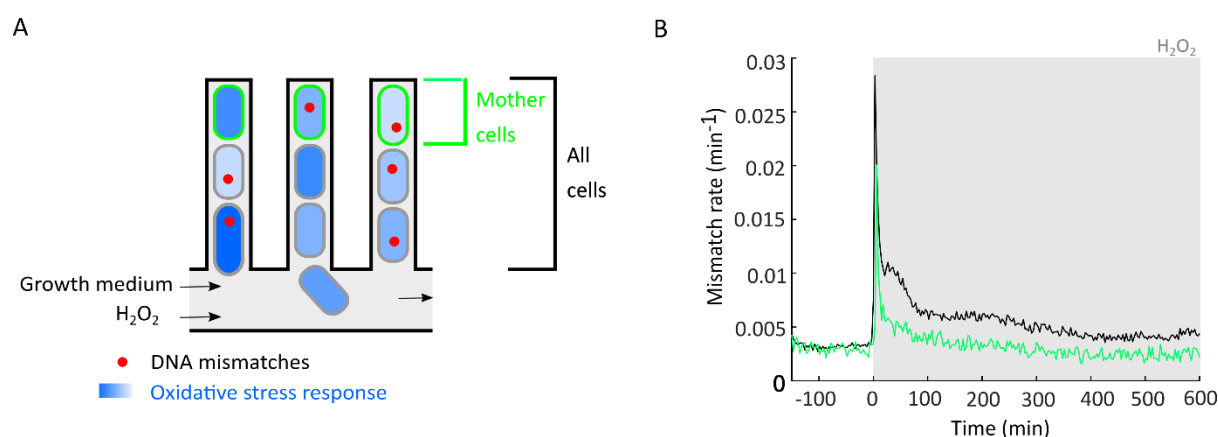 A
Mother
cells
All
cells
Growth medium
H₂O₂
DNA mismatches
Oxidative stress response
B
H₂O₂
Mismatch rate (min⁻¹)
0.03
0.025
0.02
0.015
0.01
0.005
0
-100 0 100 200 300 400 500 600
Time (min)